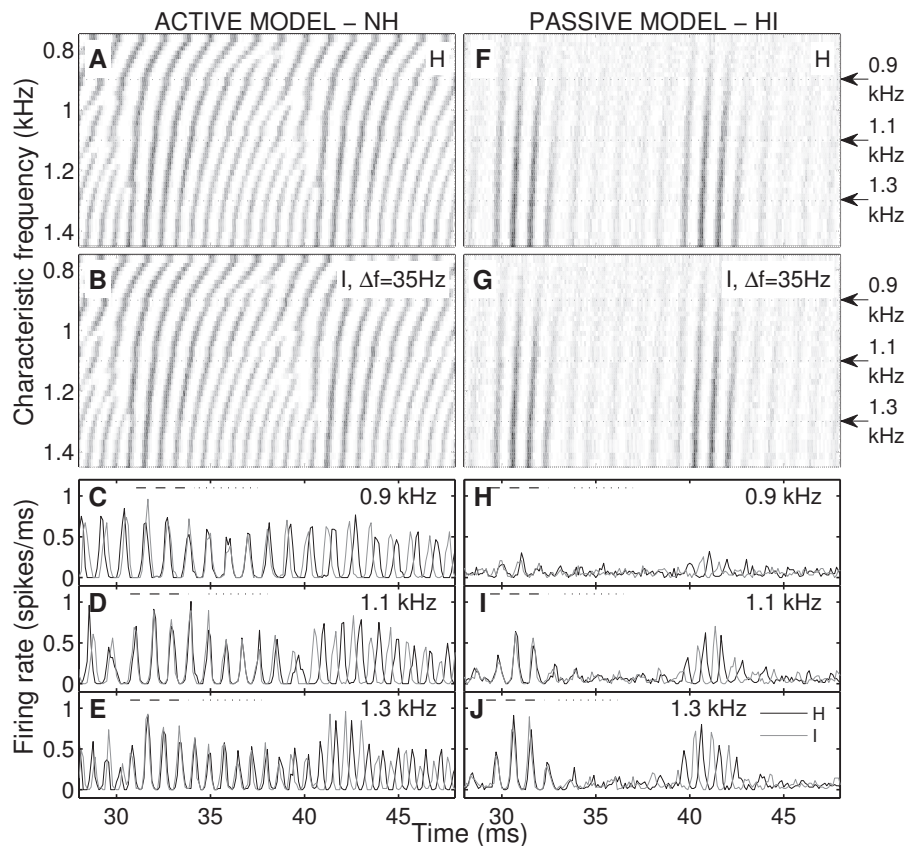 ACTIVE MODEL – NH
PASSIVE MODEL – HI
Characteristic frequency (kHz)
0.8
1
1.2
1.4
A
H
F
H
0.9
kHz
1.1
kHz
1.3
kHz
0.8
1
1.2
1.4
B
I, Δf=35Hz
G
I, Δf=35Hz
0.9
kHz
1.1
kHz
1.3
kHz
Firing rate (spikes/ms)
1
0.5
0
C
0.9 kHz
H
0.9 kHz
1
0.5
0
D
1.1 kHz
I
1.1 kHz
1
0.5
0
E
1.3 kHz
J
1.3 kHz
H
I
30
35
40
45
30
35
40
45
Time (ms)